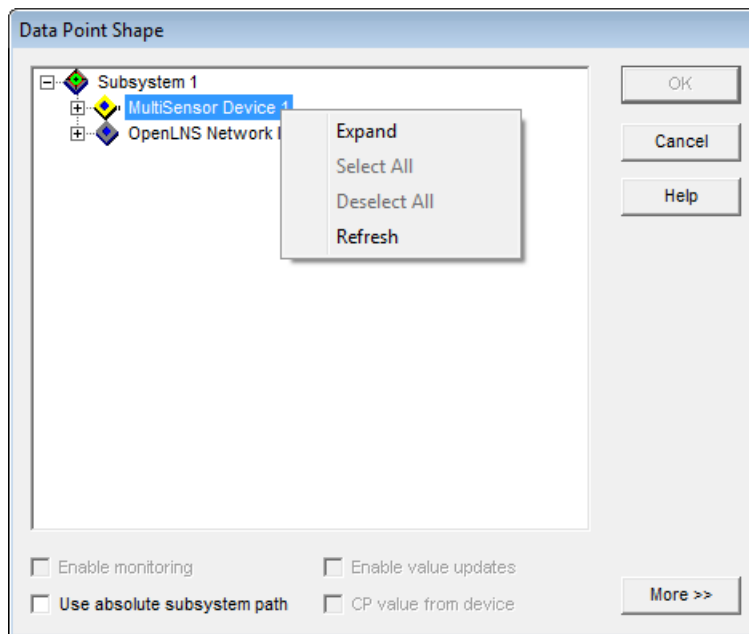 Data Point Shape
Subsystem 1
MultiSensor Device 1
OpenLNS Network
Expand
Select All
Deselect All
Refresh
OK
Cancel
Help
Enable monitoring
Enable value updates
Use absolute subsystem path
CP value from device
More >>